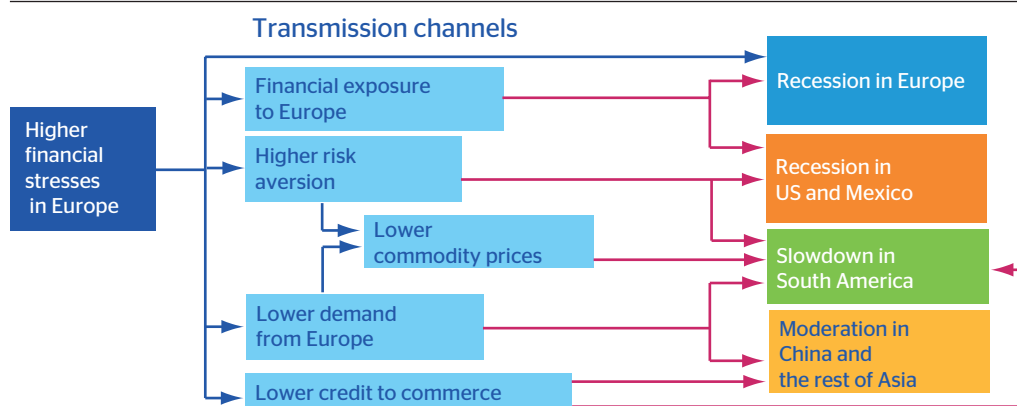 Transmission channels
Higher
financial
stresses
in Europe
Financial exposure
to Europe
Higher risk
aversion
Lower
commodity prices
Lower demand
from Europe
Lower credit to commerce
Recession in Europe
Recession in
US and Mexico
Slowdown in
South America
Moderation in
China and
the rest of Asia